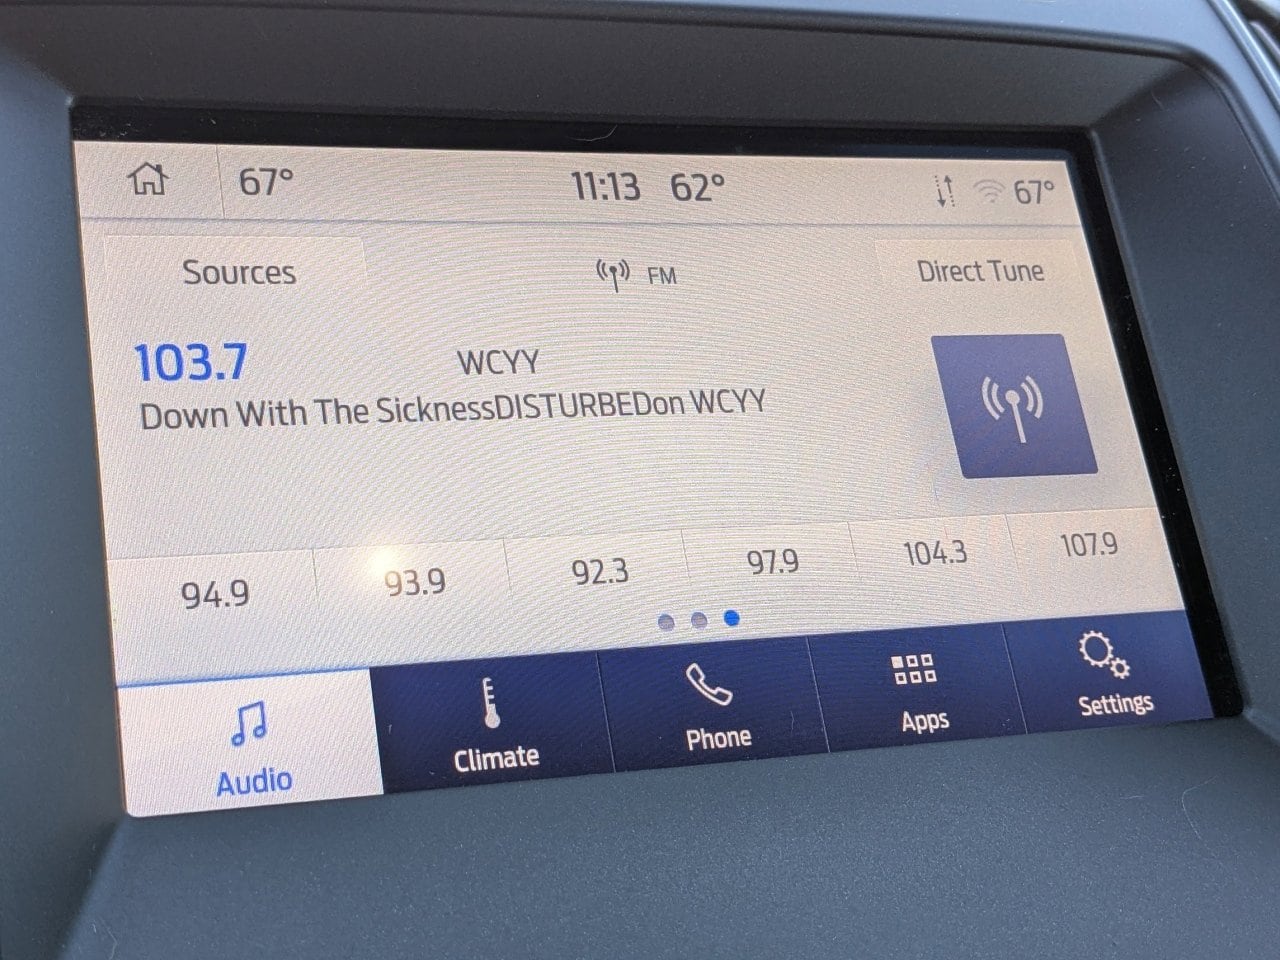 67° 11:13 62° 67°
Sources FM Direct Tune
103.7 WCYY
Down With The SicknessDISTURBEDon WCYY
94.9 93.9 92.3 97.9 104.3 107.9
Audio Climate Phone Apps Settings